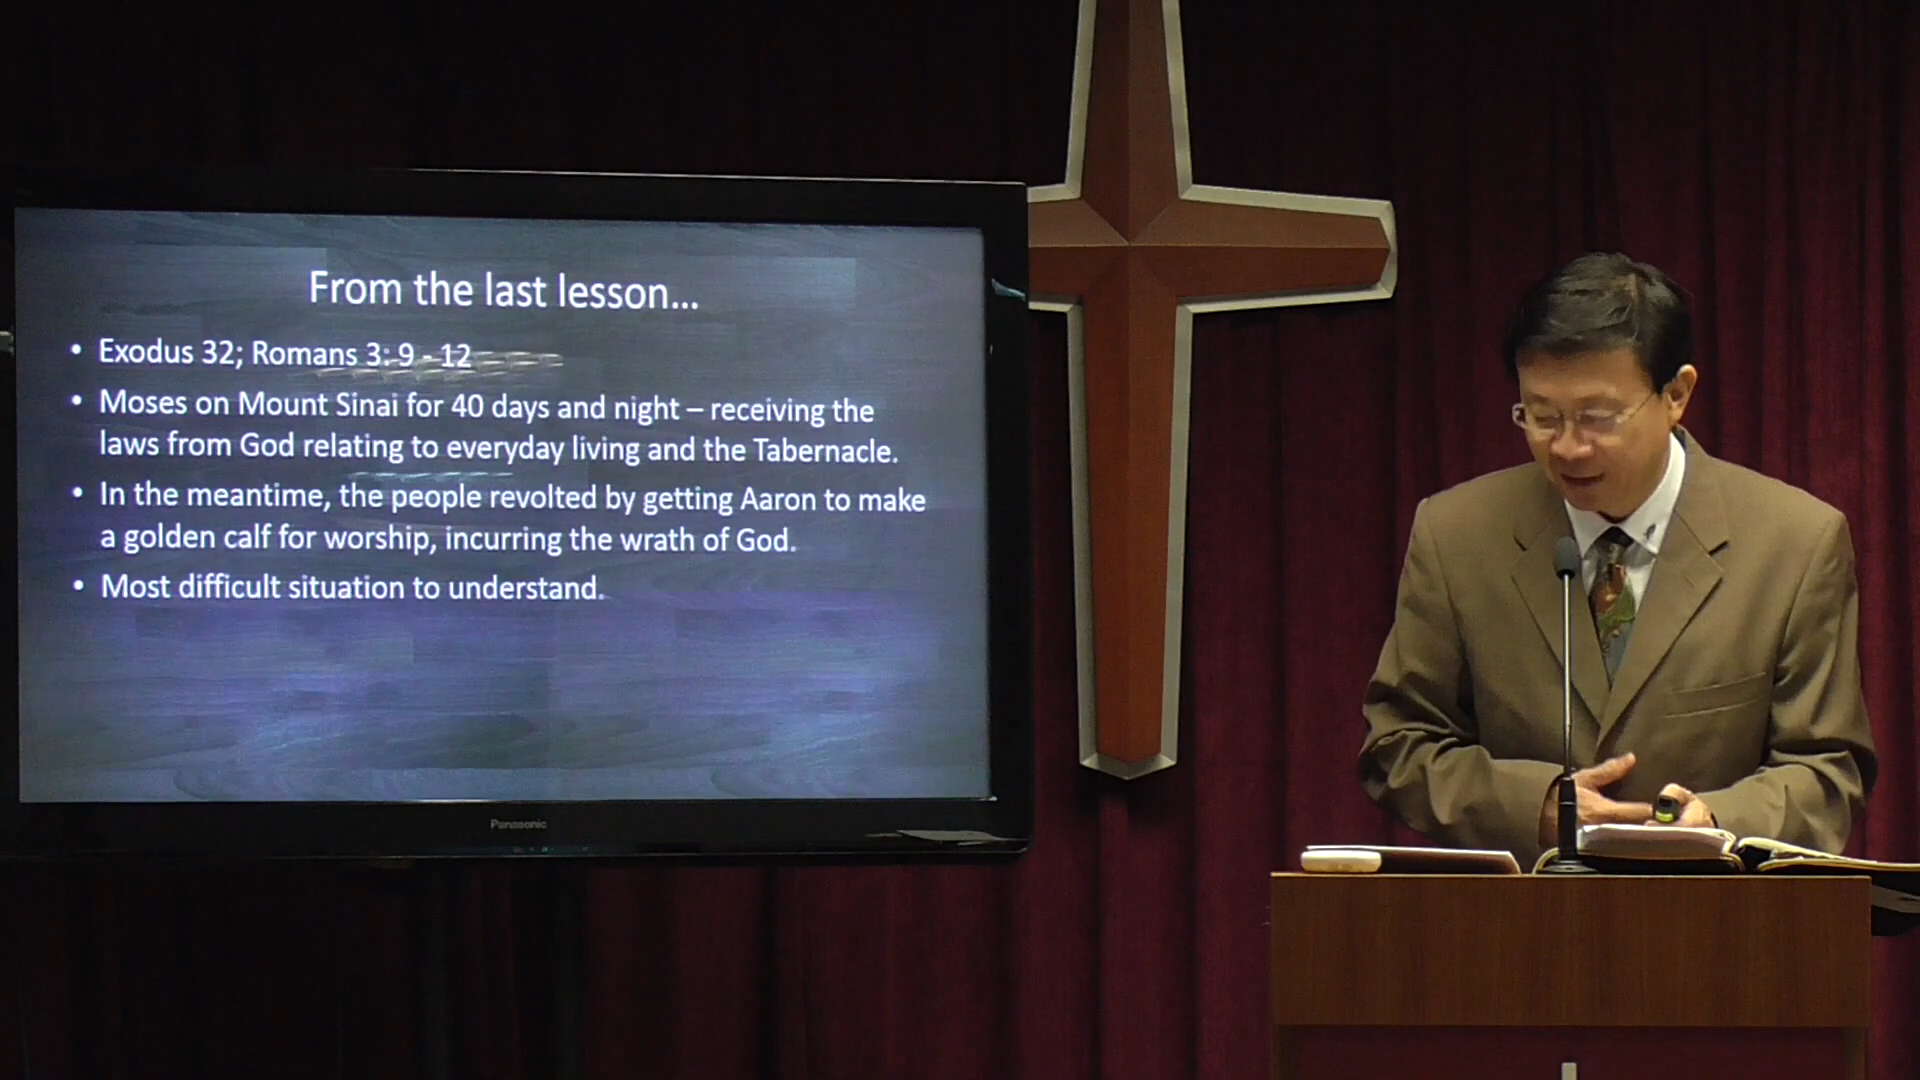 From the last lesson...
• Exodus 32; Romans 3: 9 - 12
• Moses on Mount Sinai for 40 days and night – receiving the
laws from God relating to everyday living and the Tabernacle.
• In the meantime, the people revolted by getting Aaron to make
a golden calf for worship, incurring the wrath of God.
• Most difficult situation to understand.
Panasonic